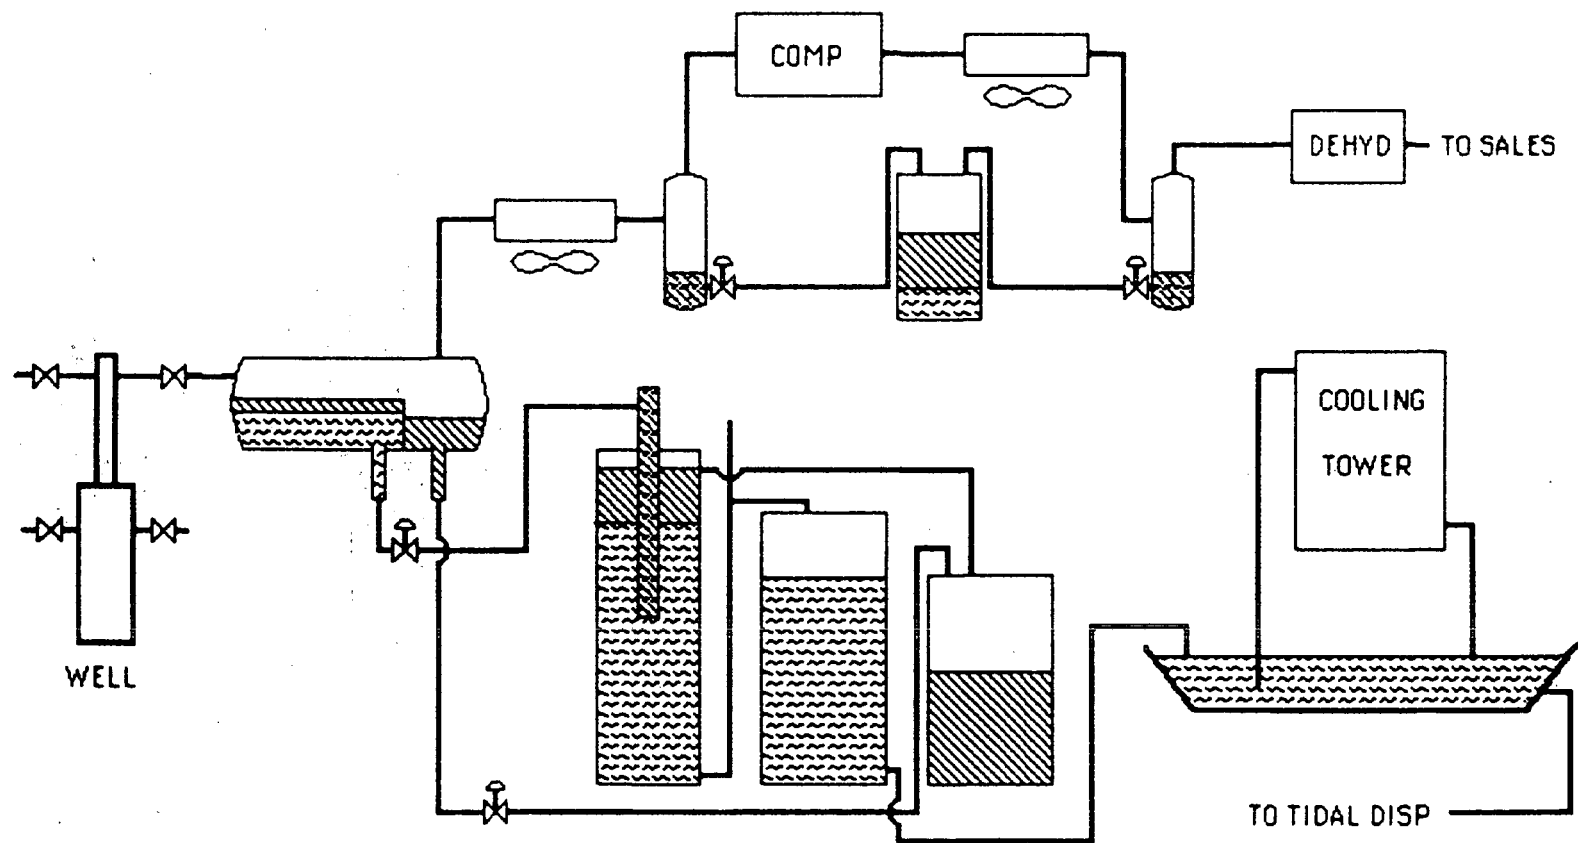 COMP
DEHYD
TO SALES
COOLING
TOWER
WELL
TO TIDAL DISP